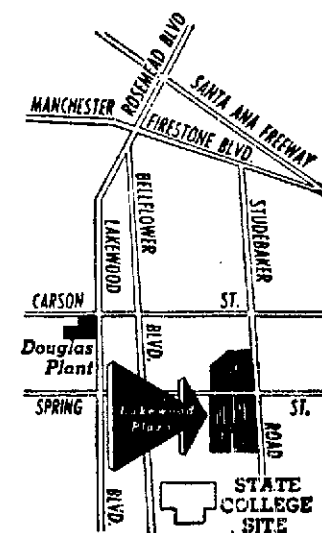 ROSEMEAD BLVD
SANTA ANA FREEWAY
MANCHESTER
FIRESTONE BLVD
BELLFLOWER
LAKEWOOD
STUDEBAKER
CARSON
ST.
Douglas
Plant
BLVD.
SPRING
Lakewood
Plaza
ST.
ROAD
BLVD.
STATE
COLLEGE
SITE